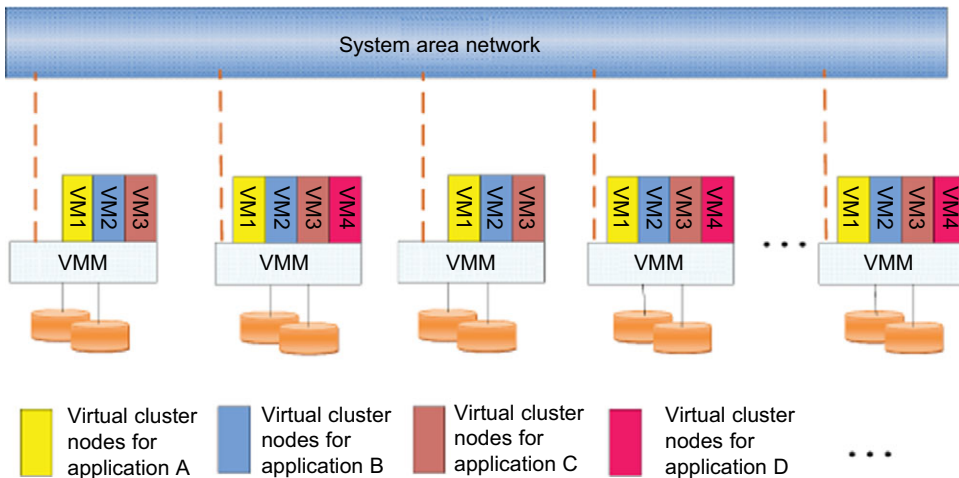 System area network
VM1 VM2 VM3
VM1 VM2 VM3 VM4
VM1 VM2 VM3
VM1 VM2 VM3 VM4
VM1 VM2 VM3 VM4
VMM
VMM
VMM
VMM
VMM
Virtual cluster
nodes for
application A
Virtual cluster
nodes for
application B
Virtual cluster
nodes for
application C
Virtual cluster
nodes for
application D